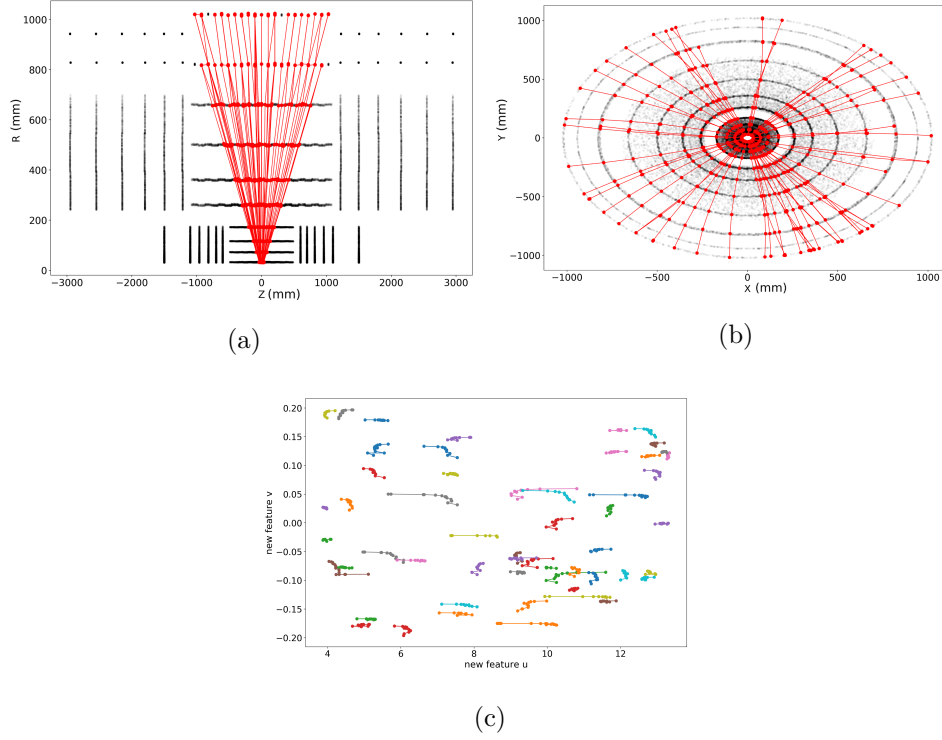 1000
800
600
400
200
0
R (mm)
−3000 −2000 −1000 0 1000 2000 3000
Z (mm)
(a)
1000
500
0
−500
−1000
Y (mm)
−1000 −500 0 500 1000
X (mm)
(b)
0.20
0.15
0.10
0.05
0.00
−0.05
−0.10
−0.15
−0.20
new feature v
4 6 8 10 12
new feature u
(c)